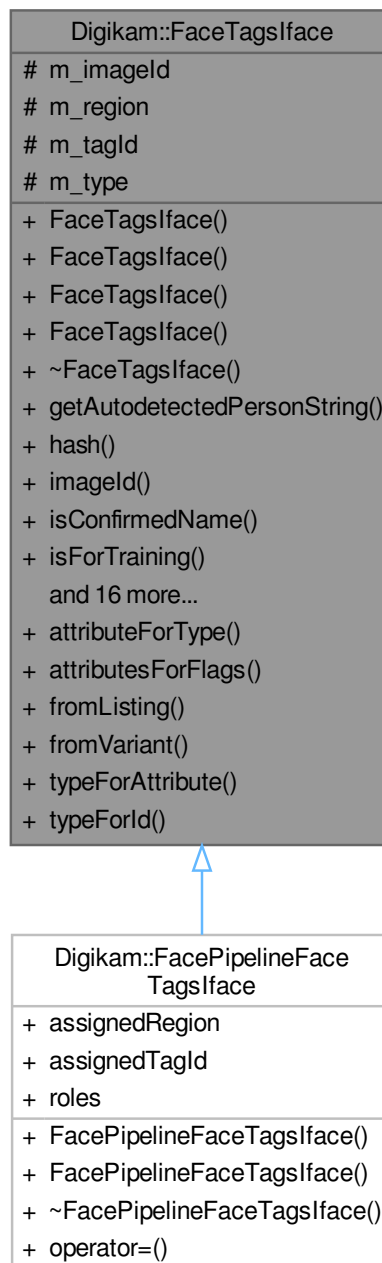 Digikam::FaceTagsIface
# m_imageId
# m_region
# m_tagId
# m_type
+ FaceTagsIface()
+ FaceTagsIface()
+ FaceTagsIface()
+ FaceTagsIface()
+ ~FaceTagsIface()
+ getAutodetectedPersonString()
+ hash()
+ imageId()
+ isConfirmedName()
+ isForTraining()
and 16 more...
+ attributeForType()
+ attributesForFlags()
+ fromListing()
+ fromVariant()
+ typeForAttribute()
+ typeForId()
Digikam::FacePipelineFace
TagsIface
+ assignedRegion
+ assignedTagId
+ roles
+ FacePipelineFaceTagsIface()
+ FacePipelineFaceTagsIface()
+ ~FacePipelineFaceTagsIface()
+ operator=()